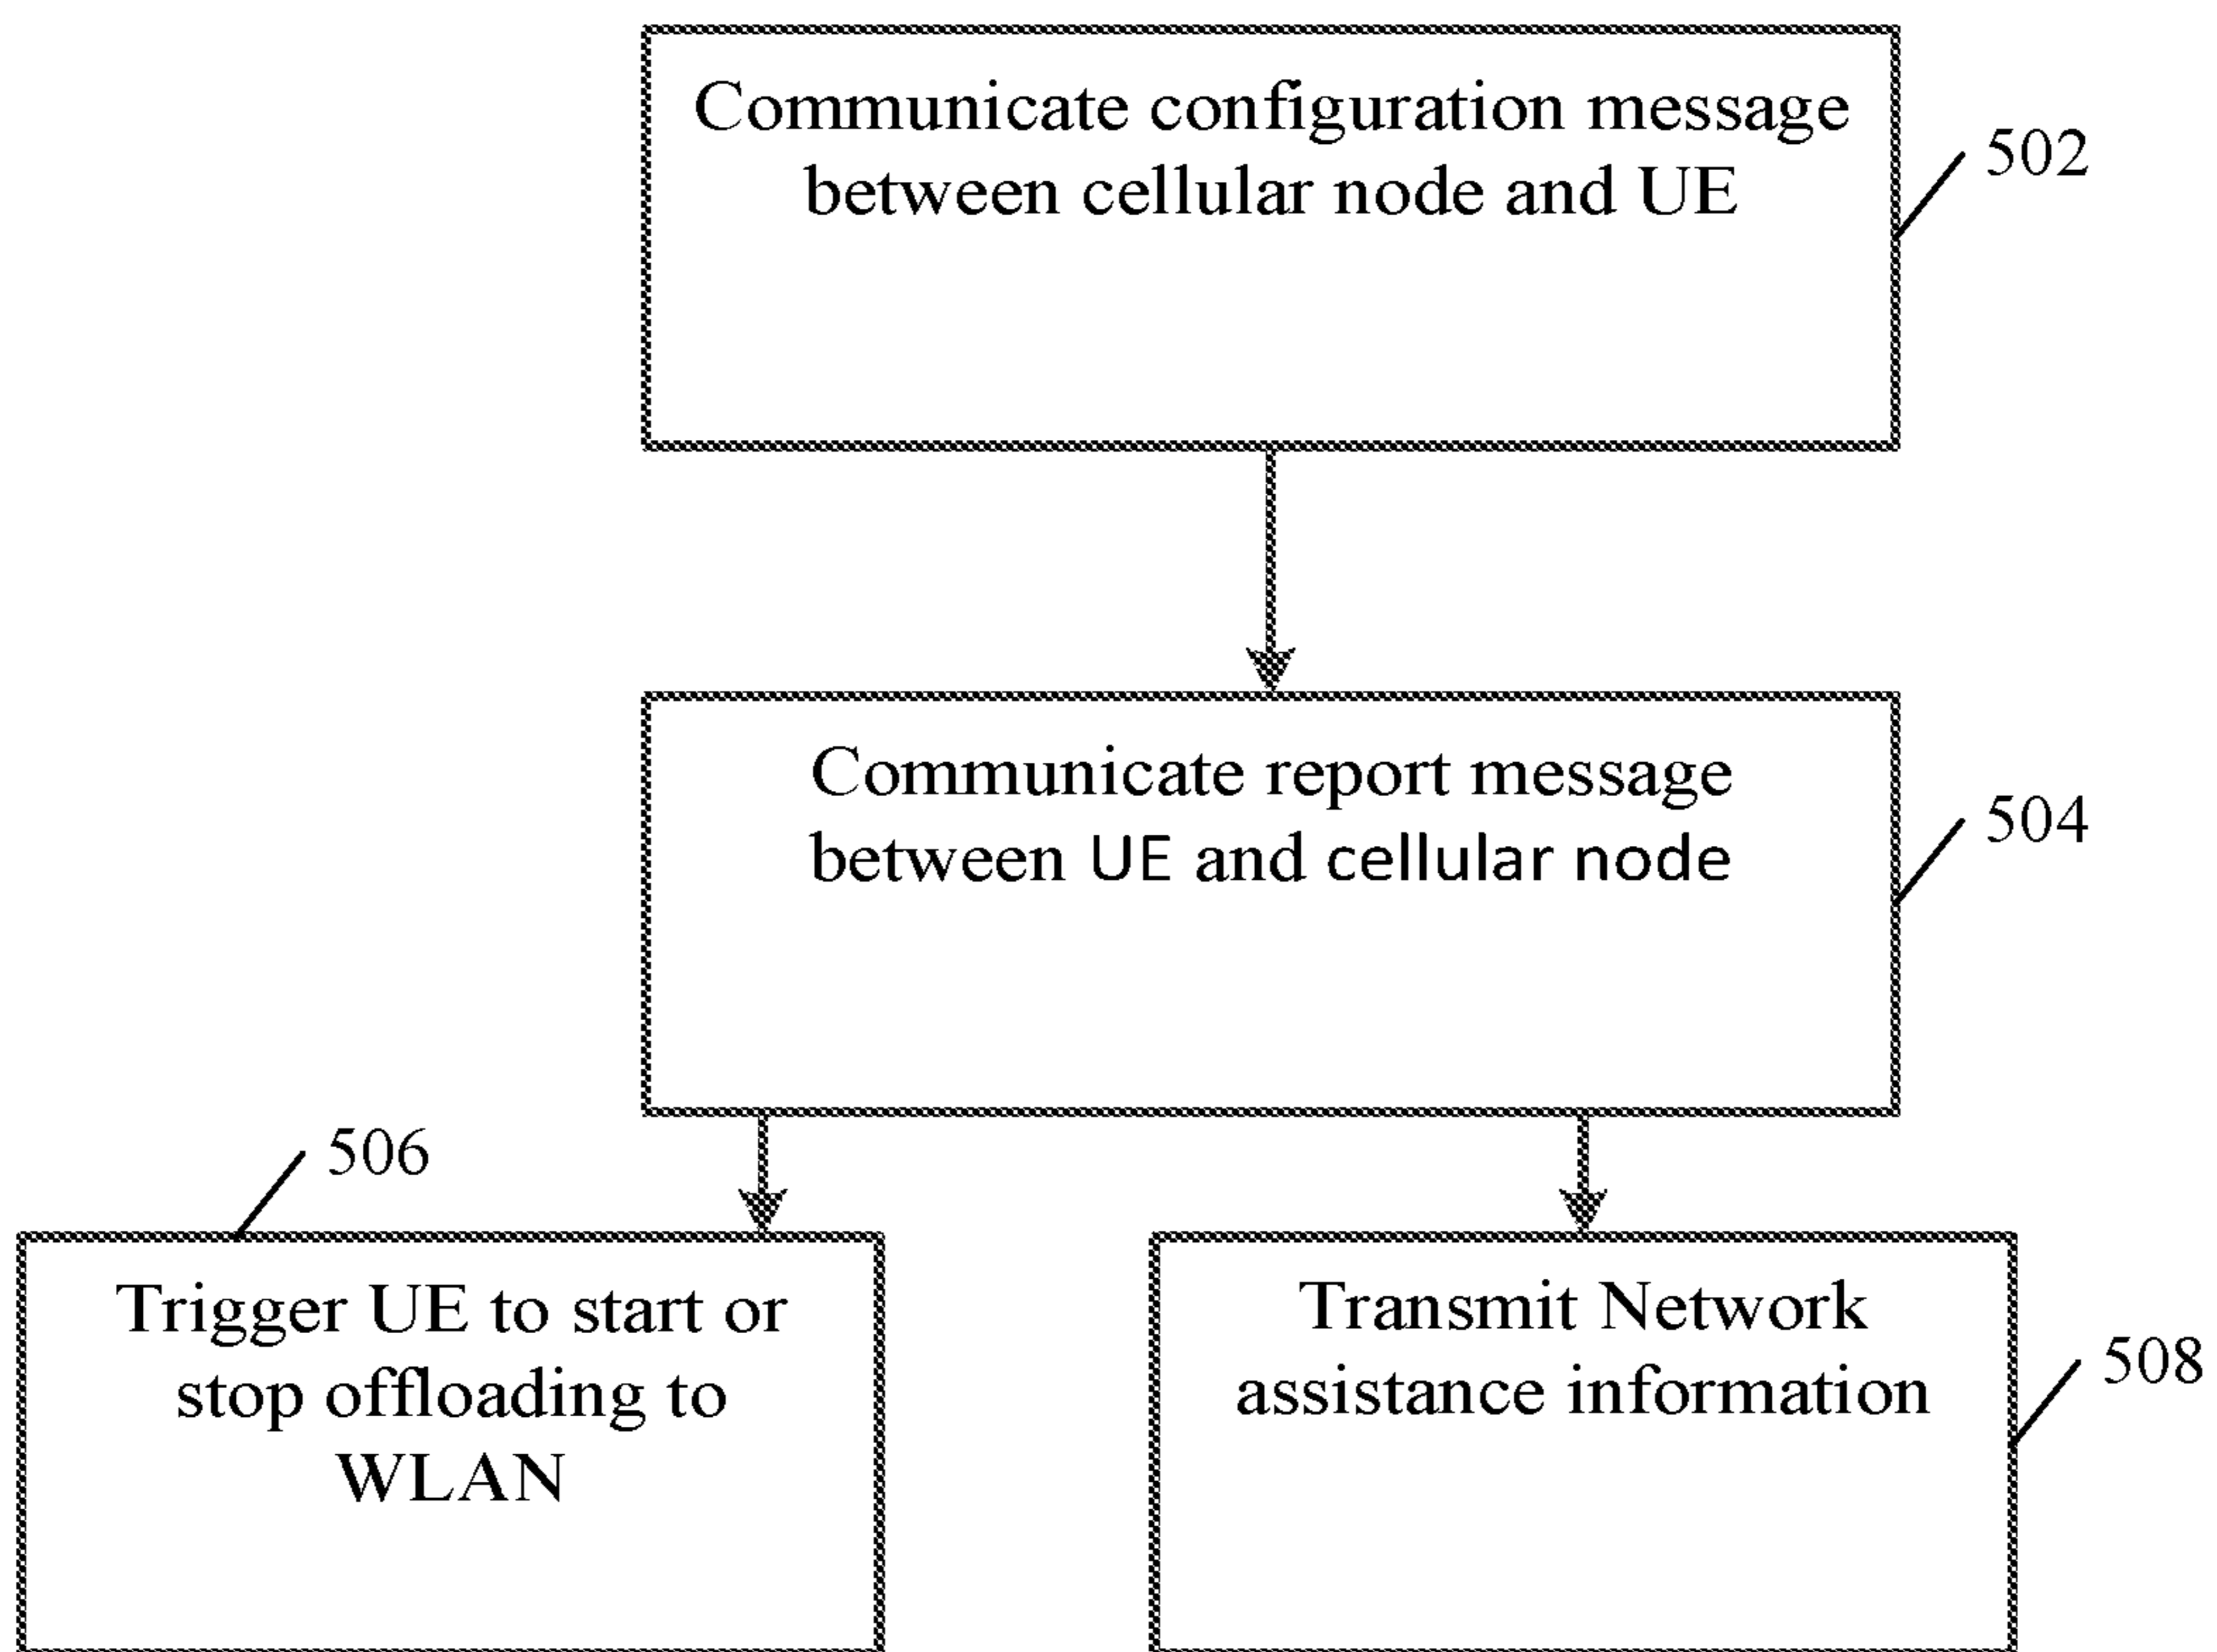 Communicate configuration message
between cellular node and UE
502
Communicate report message
between UE and cellular node
504
506
Trigger UE to start or
stop offloading to
WLAN
Transmit Network
assistance information
508